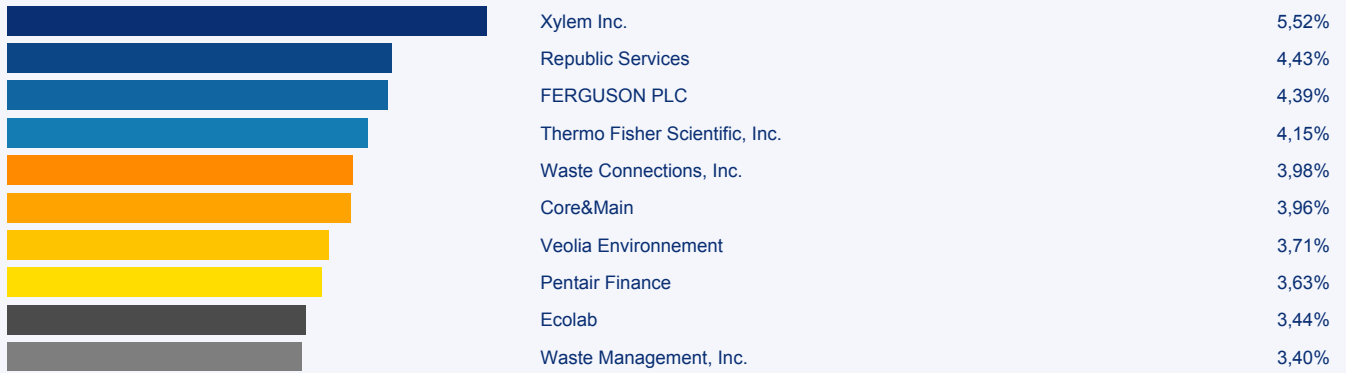 Xylem Inc. 5,52%
Republic Services 4,43%
FERGUSON PLC 4,39%
Thermo Fisher Scientific, Inc. 4,15%
Waste Connections, Inc. 3,98%
Core&Main 3,96%
Veolia Environnement 3,71%
Pentair Finance 3,63%
Ecolab 3,44%
Waste Management, Inc. 3,40%